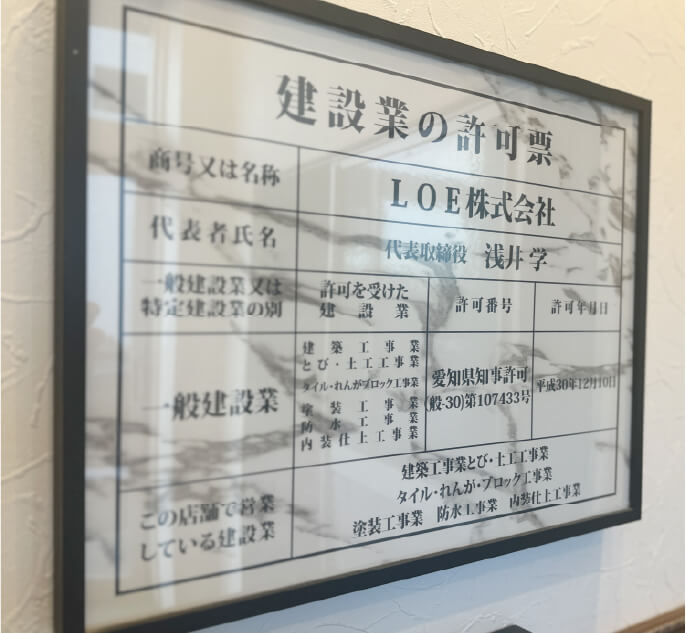 建設業の許可票
商号又は名称
LOE株式会社
代表者氏名
代表取締役 浅井学
一般建設業又は
特定建設業の別
許可を受けた
建設業
許可番号
許可年月日
一般建設業
建築工事業
とび・土工工事業
タイル・れんがブロック工事業
塗装工事業
防水工事業
内装仕上工事業
愛知県知事許可
(般-30)第107433号
平成30年12月10日
この店舗で営業
している建設業
建築工事業とび・土工工事業
タイル・れんが・ブロック工事業
塗装工事業 防水工事業 内装仕上工事業